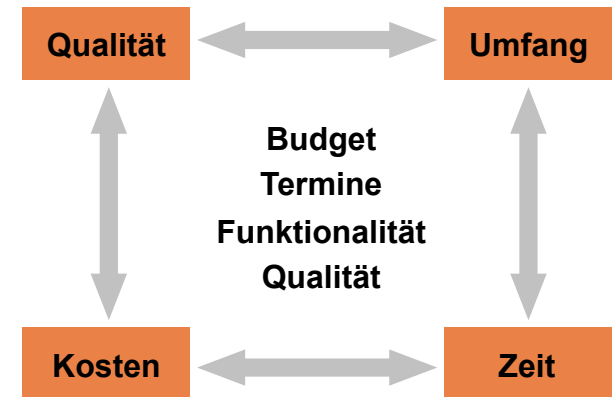 Qualität
Umfang
Budget
Termine
Funktionalität
Qualität
Kosten
Zeit